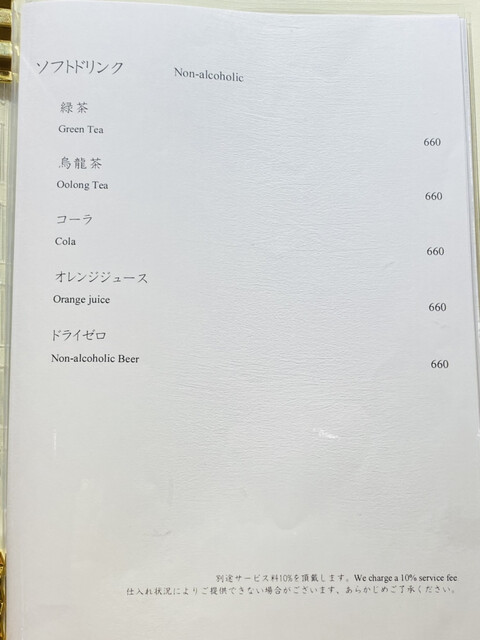 ソフトドリンク Non-alcoholic
緑茶
Green Tea
660
烏龍茶
Oolong Tea
660
コーラ
Cola
660
オレンジジュース
Orange juice
660
ドライゼロ
Non-alcoholic Beer
660
別途サービス料10%を頂戴します。We charge a 10% service fee
仕入れ状況によりご提供できない場合がございます、あらかじめご了承ください。